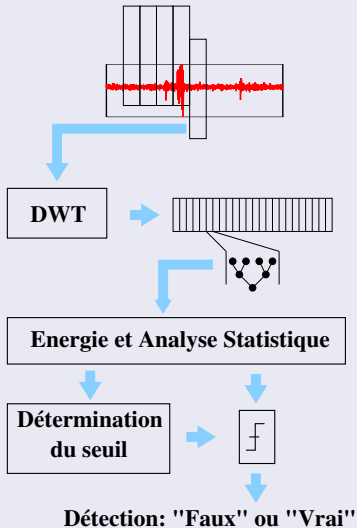 DWT
Energie et Analyse Statistique
Détermination
du seuil
Détection: "Faux" ou "Vrai"